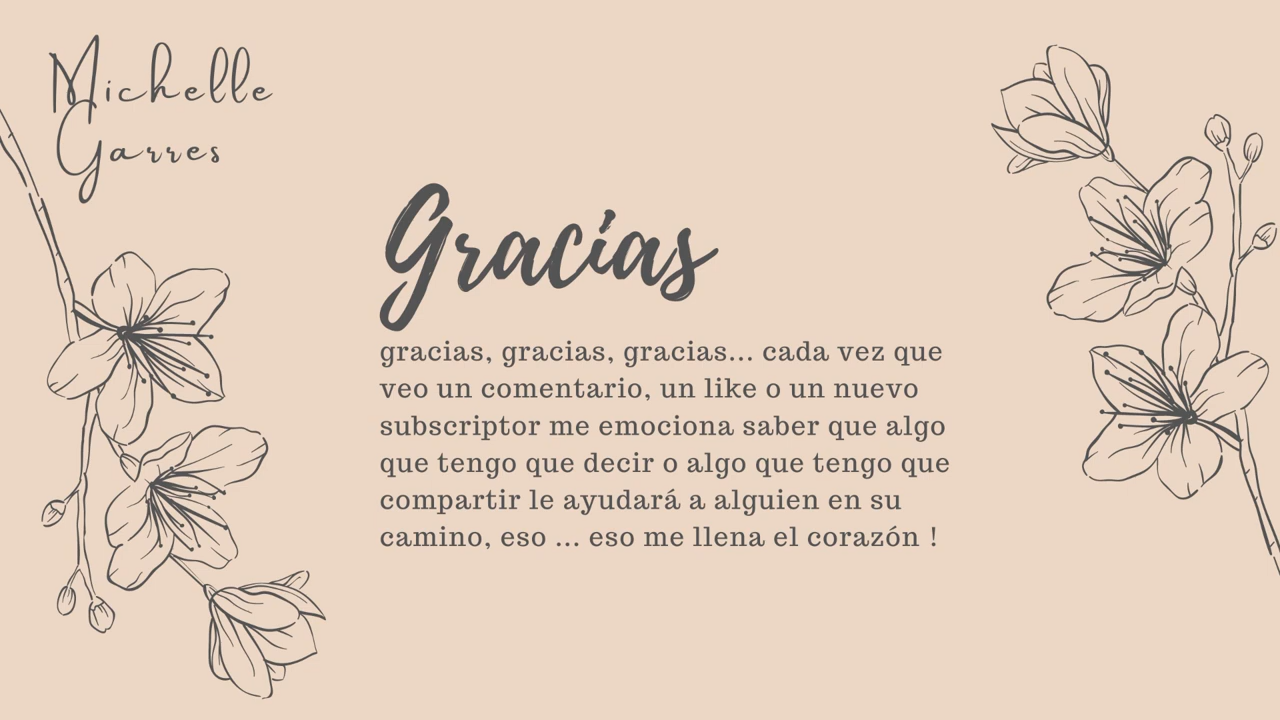 Michelle
Garres
Gracias
gracias, gracias, gracias... cada vez que
veo un comentario, un like o un nuevo
subscriptor me emociona saber que algo
que tengo que decir o algo que tengo que
compartir le ayudará a alguien en su
camino, eso ... eso me llena el corazón !